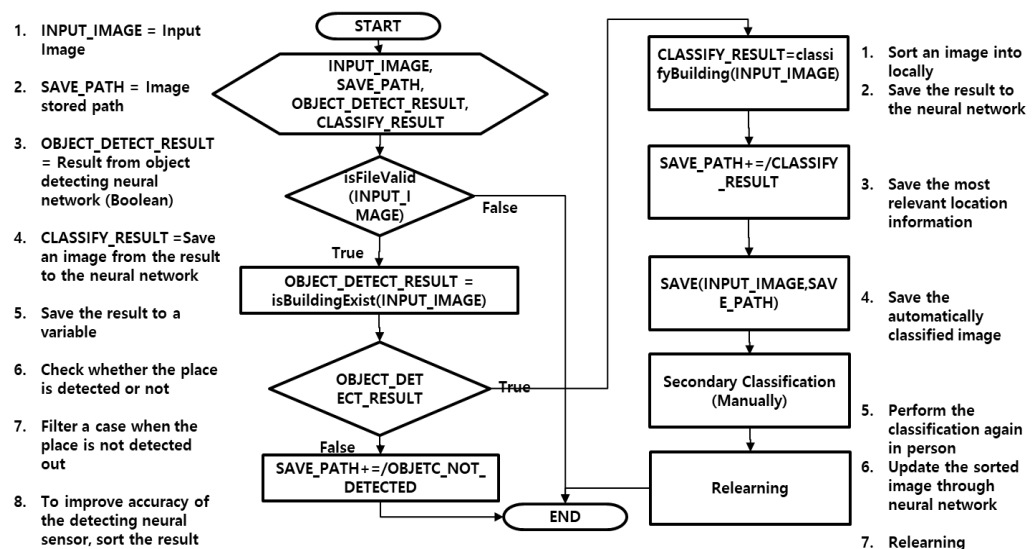 1. INPUT_IMAGE = Input
Image
2. SAVE_PATH = Image
stored path
3. OBJECT_DETECT_RESULT
= Result from object
detecting neural
network (Boolean)
4. CLASSIFY_RESULT =Save
an image from the result
to the neural network
5. Save the result to a
variable
6. Check whether the place
is detected or not
7. Filter a case when the
place is not detected
out
8. To improve accuracy of
the detecting neural
sensor, sort the result
START
INPUT_IMAGE,
SAVE_PATH,
OBJECT_DETECT_RESULT,
CLASSIFY_RESULT
isFileValid
(INPUT_I
MAGE)
False
True
OBJECT_DETECT_RESULT =
isBuildingExist(INPUT_IMAGE)
OBJECT_DET
ECT_RESULT
True
False
SAVE_PATH+=/OBJETC_NOT_
DETECTED
END
CLASSIFY_RESULT=classi
fyBuilding(INPUT_IMAGE)
SAVE_PATH+=/CLASSIFY
_RESULT
SAVE(INPUT_IMAGE,SAV
E_PATH)
Secondary Classification
(Manually)
Relearning
1. Sort an image into
locally
2. Save the result to
the neural network
3. Save the most
relevant location
information
4. Save the
automatically
classified image
5. Perform the
classification again
in person
6. Update the sorted
image through
neural network
7. Relearning